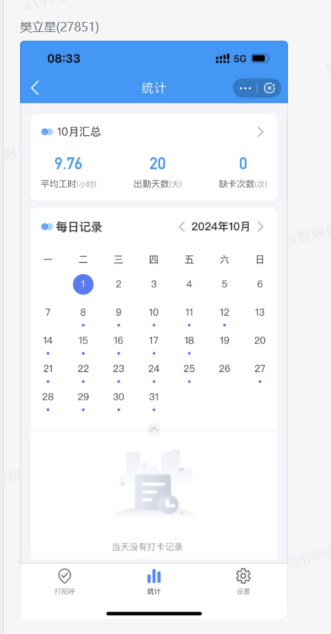 樊立星(27851)
08:33 5G
统计
10月汇总
9.76 20 0
平均工时(小时) 出勤天数(天) 缺卡次数(次)
每日记录 2024年10月
一 二 三 四 五 六 日
1 2 3 4 5 6
7 8 9 10 11 12 13
14 15 16 17 18 19 20
21 22 23 24 25 26 27
28 29 30 31
当天没有打卡记录
打招呼 统计 设置